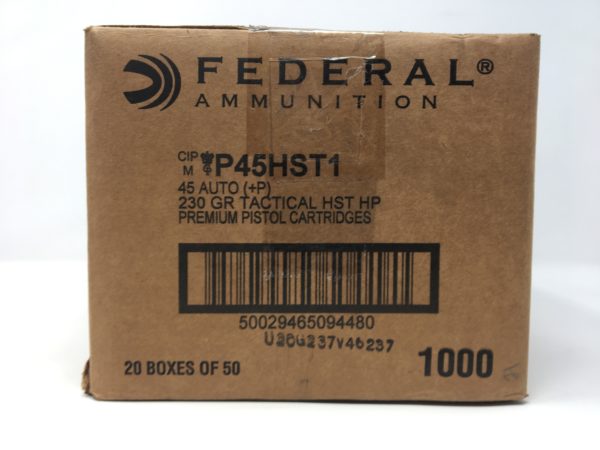 FEDERAL®
AMMUNITION
CIP
M
P45HST1
45 AUTO (+P)
230 GR TACTICAL HST HP
PREMIUM PISTOL CARTRIDGES
50029465094480
20 BOXES OF 50
1000